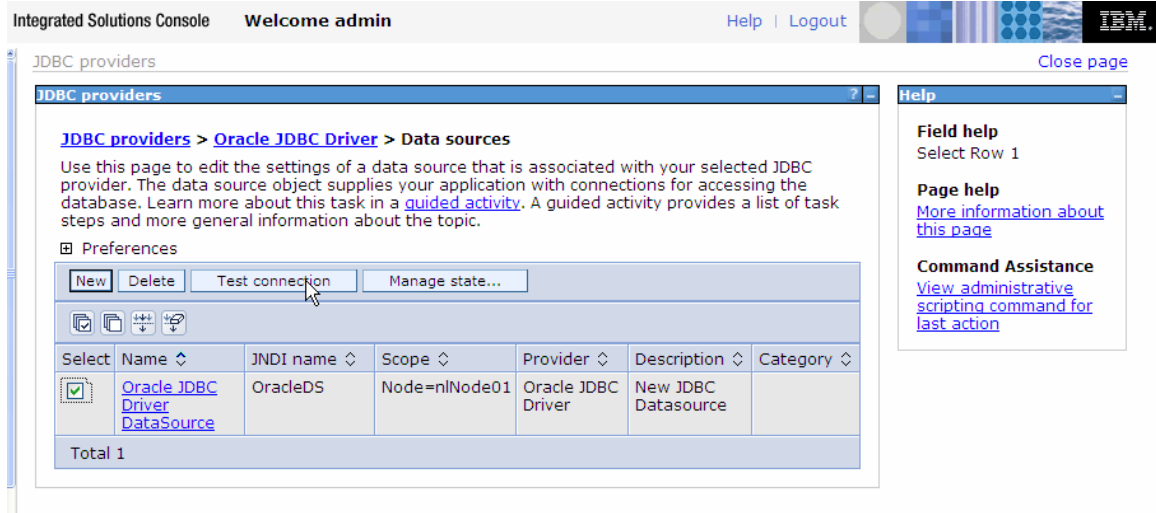 Integrated Solutions Console Welcome admin Help | Logout IBM.
JDBC providers Close page
JDBC providers ? -
JDBC providers > Oracle JDBC Driver > Data sources
Use this page to edit the settings of a data source that is associated with your selected JDBC
provider. The data source object supplies your application with connections for accessing the
database. Learn more about this task in a guided activity. A guided activity provides a list of task
steps and more general information about the topic.
Preferences
New Delete Test connection Manage state...
Select Name JNDI name Scope Provider Description Category
Oracle JDBC OracleDS Node=nlNode01 Oracle JDBC New JDBC
Driver Driver Datasource
DataSource
Total 1
Help -
Field help
Select Row 1
Page help
More information about
this page
Command Assistance
View administrative
scripting command for
last action